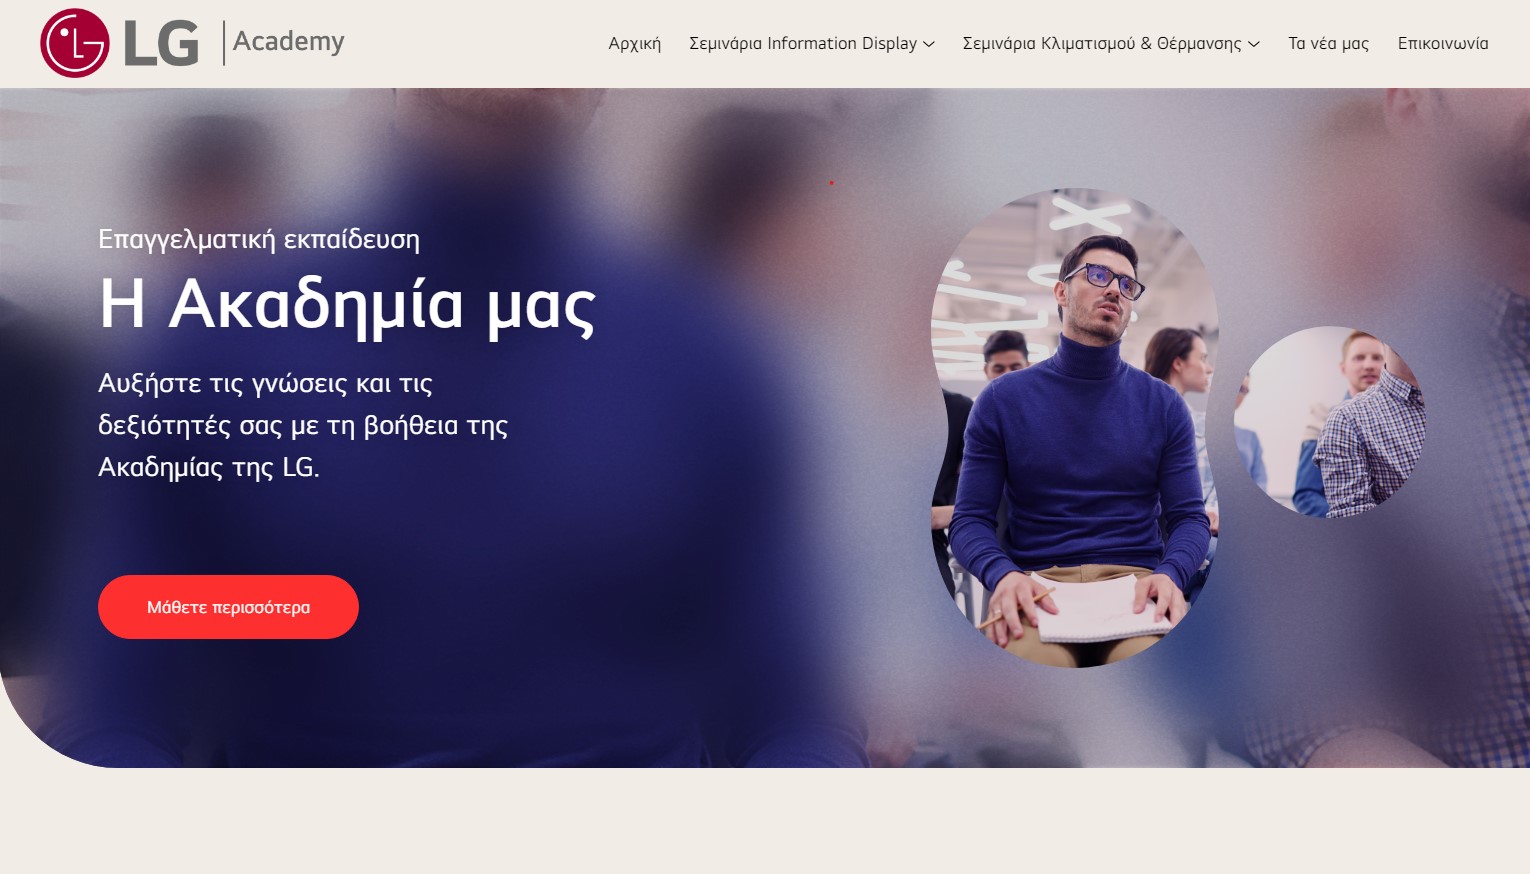 LG Academy
Αρχική
Σεμινάρια Information Display
Σεμινάρια Κλιματισμού & Θέρμανσης
Τα νέα μας
Επικοινωνία
Επαγγελματική εκπαίδευση
Η Ακαδημία μας
Αυξήστε τις γνώσεις και τις
δεξιότητές σας με τη βοήθεια της
Ακαδημίας της LG.
Μάθετε περισσότερα